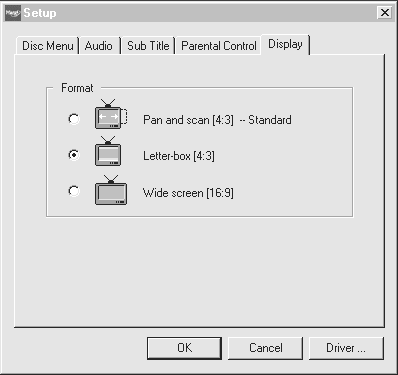 Setup
Disc Menu Audio Sub Title Parental Control Display
Format
Pan and scan [4:3] -- Standard
Letter-box [4:3]
Wide screen [16:9]
OK Cancel Driver ...